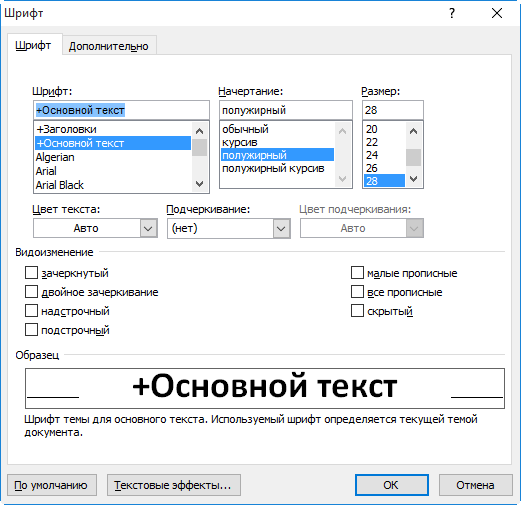 Шрифт
?
Шрифт Дополнительно
Шрифт: Начертание: Размер:
+Основной текст полужирный 28
+Заголовки обычный 20
+Основной текст курсив 22
Algerian полужирный 24
Arial полужирный курсив 26
Arial Black 28
Цвет текста: Подчеркивание: Цвет подчеркивания:
Авто (нет) Авто
Видоизменение
зачеркнутый малые прописные
двойное зачеркивание все прописные
надстрочный скрытый
подстрочный
Образец
+Основной текст
Шрифт темы для основного текста. Используемый шрифт определяется текущей темой
документа.
По умолчанию Текстовые эффекты... ОК Отмена